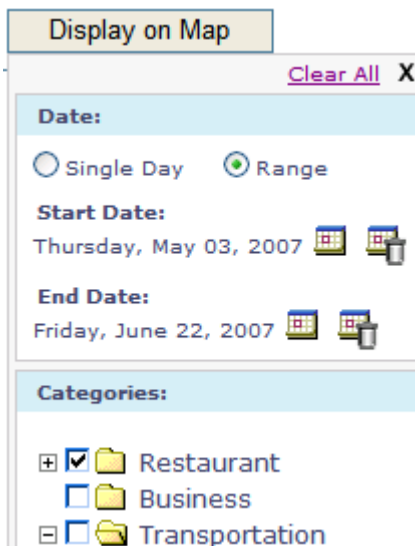 Display on Map
Clear All X
Date:
Single Day Range
Start Date:
Thursday, May 03, 2007
End Date:
Friday, June 22, 2007
Categories:
Restaurant
Business
Transportation